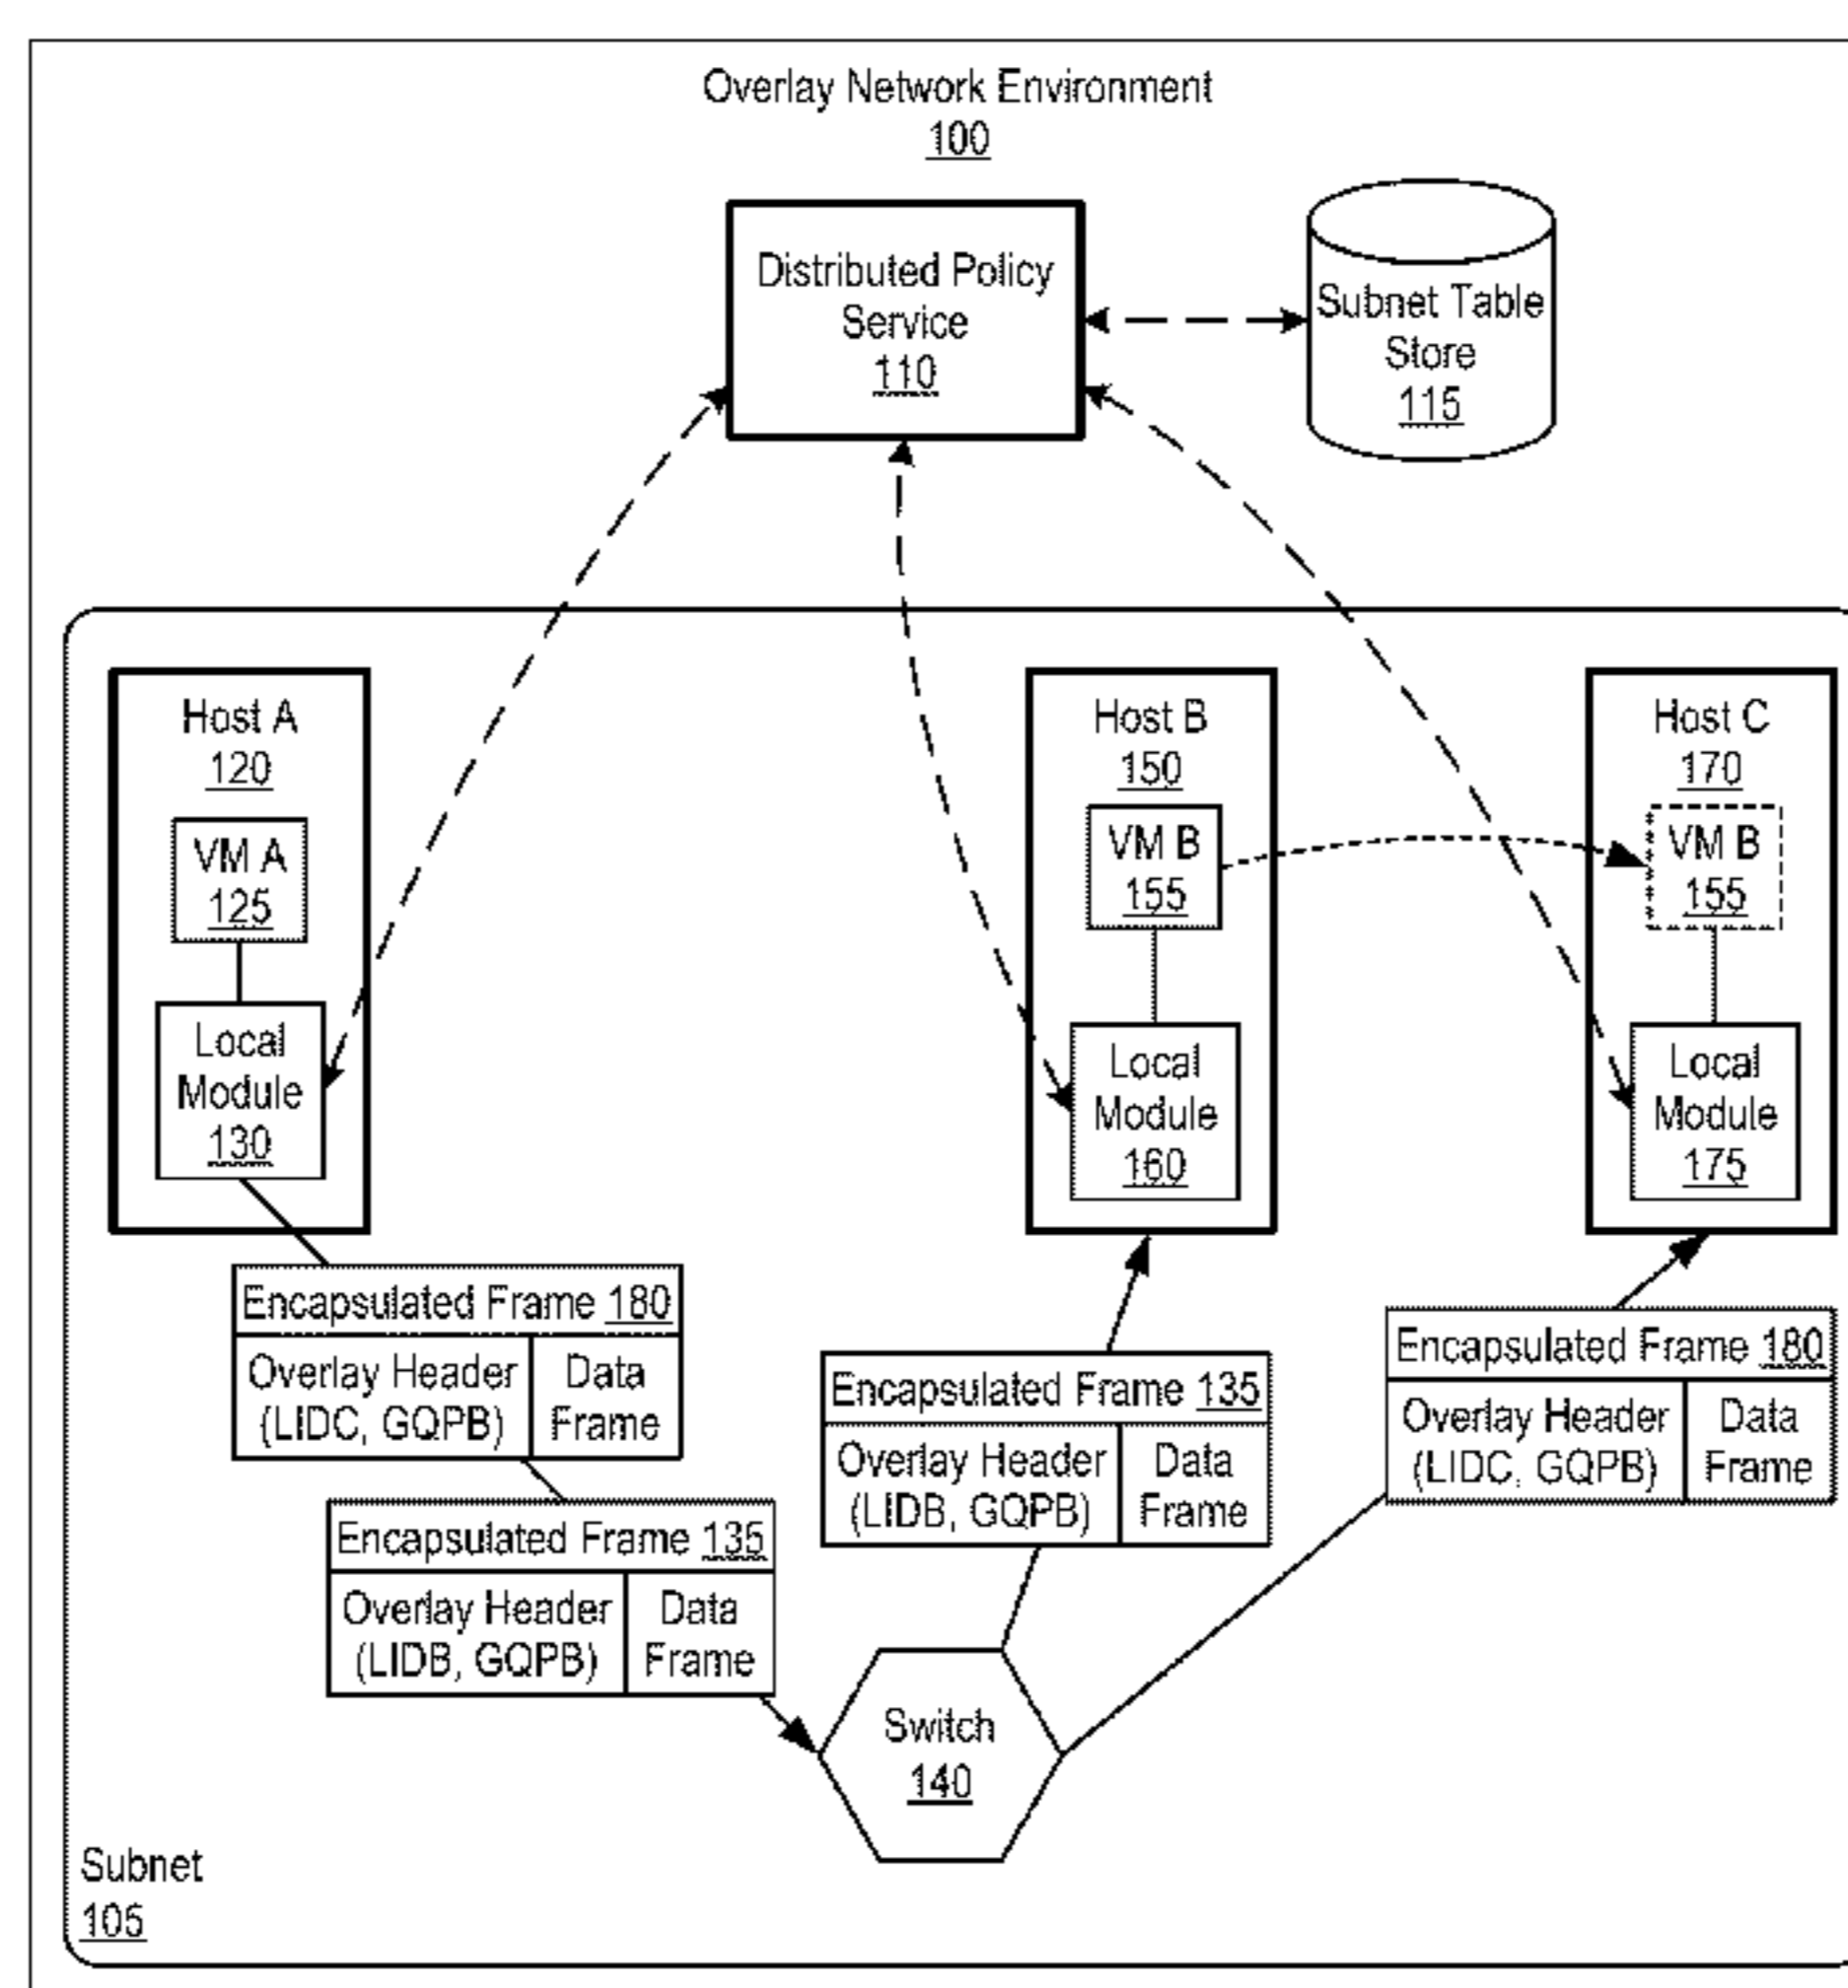 Overlay Network Environment
100
Distributed Policy
Service
110
Subnet Table
Store
115
Host A
120
VM A
125
Local
Module
130
Host B
150
VM B
155
Local
Module
160
Host C
170
VM B
155
Local
Module
175
Encapsulated Frame 180
Overlay Header
(LIDC, GQPB)
Data
Frame
Encapsulated Frame 135
Overlay Header
(LIDB, GQPB)
Data
Frame
Encapsulated Frame 135
Overlay Header
(LIDB, GQPB)
Data
Frame
Encapsulated Frame 180
Overlay Header
(LIDC, GQPB)
Data
Frame
Switch
140
Subnet
105